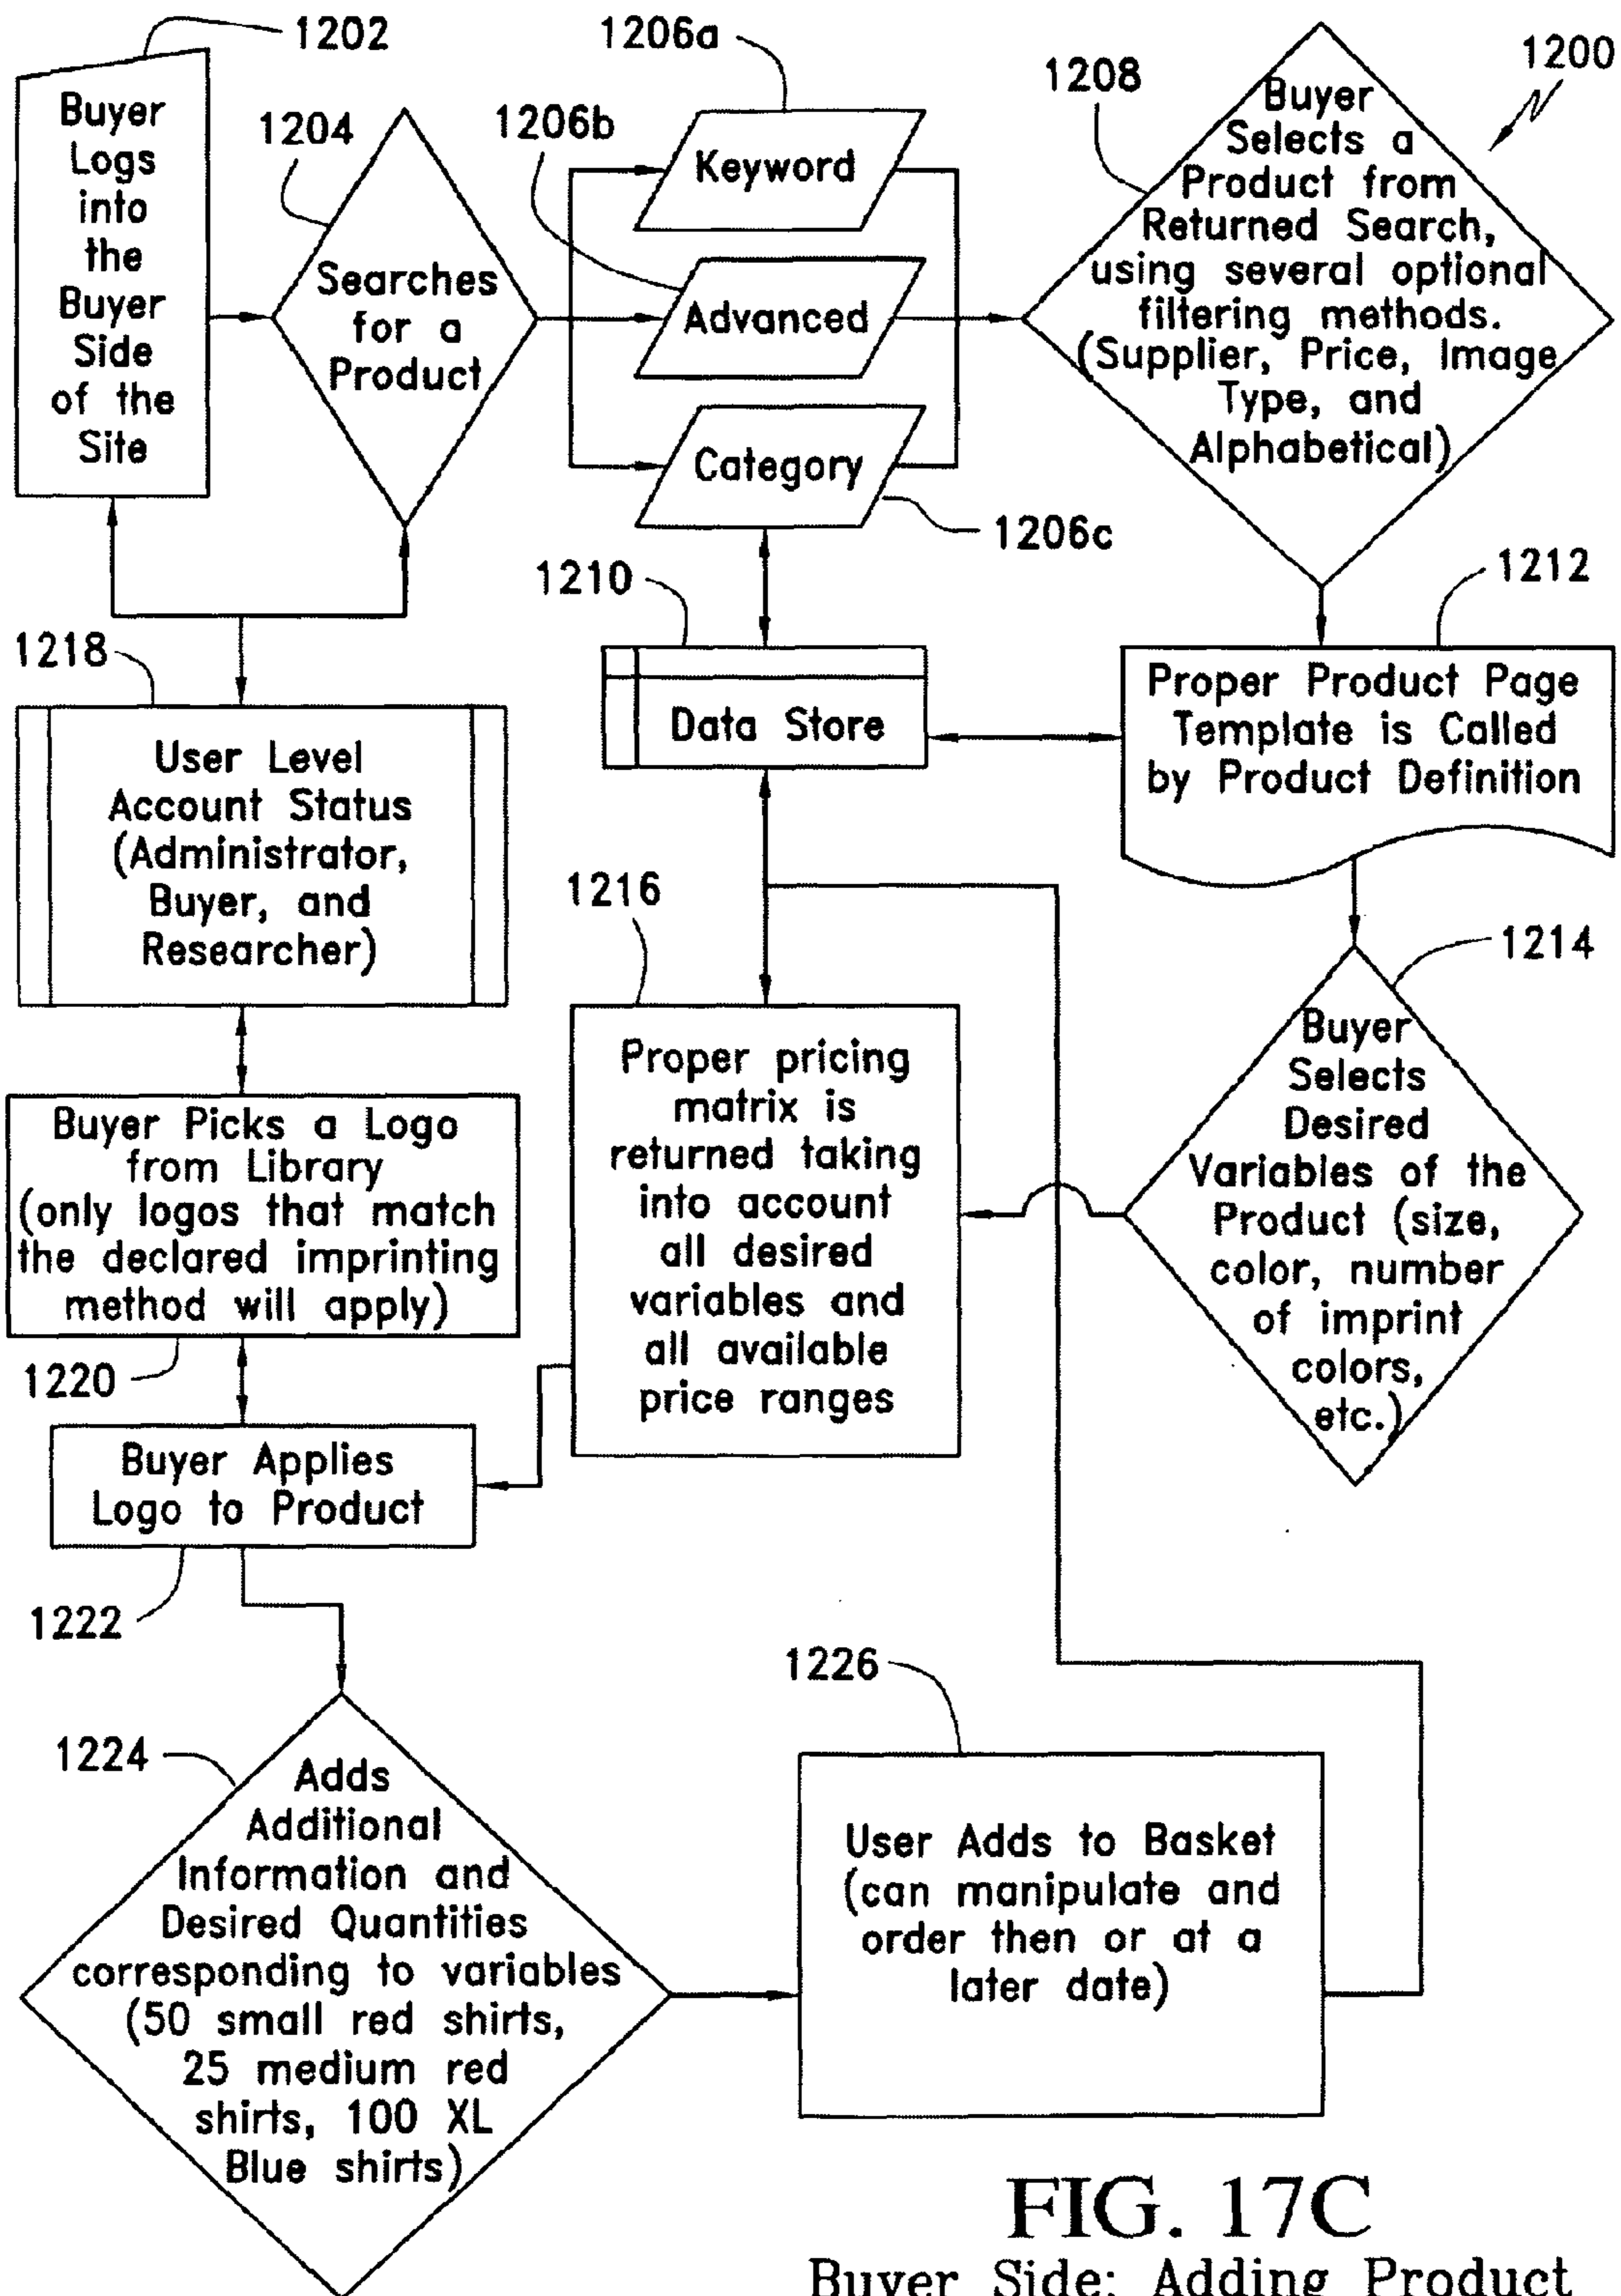 1202
Buyer
Logs
into
the
Buyer
Side
of the
Site
1204
Searches
for a
Product
1206a
Keyword
1206b
Advanced
Category
1206c
1208
Buyer
Selects a
Product from
Returned Search,
using several optional
filtering methods.
(Supplier, Price, Image
Type, and
Alphabetical)
1200
1210
Data Store
1212
Proper Product Page
Template is Called
by Product Definition
1218
User Level
Account Status
(Administrator,
Buyer, and
Researcher)
1216
Proper pricing
matrix is
returned taking
into account
all desired
variables and
all available
price ranges
1214
Buyer
Selects
Desired
Variables of the
Product (size,
color, number
of imprint
colors,
etc.)
Buyer Picks a Logo
from Library
(only logos that match
the declared imprinting
method will apply)
1220
Buyer Applies
Logo to Product
1222
1224
Adds
Additional
Information and
Desired Quantities
corresponding to variables
(50 small red shirts,
25 medium red
shirts, 100 XL
Blue shirts)
1226
User Adds to Basket
(can manipulate and
order then or at a
later date)
FIG. 17C
Buyer Side: Adding Product